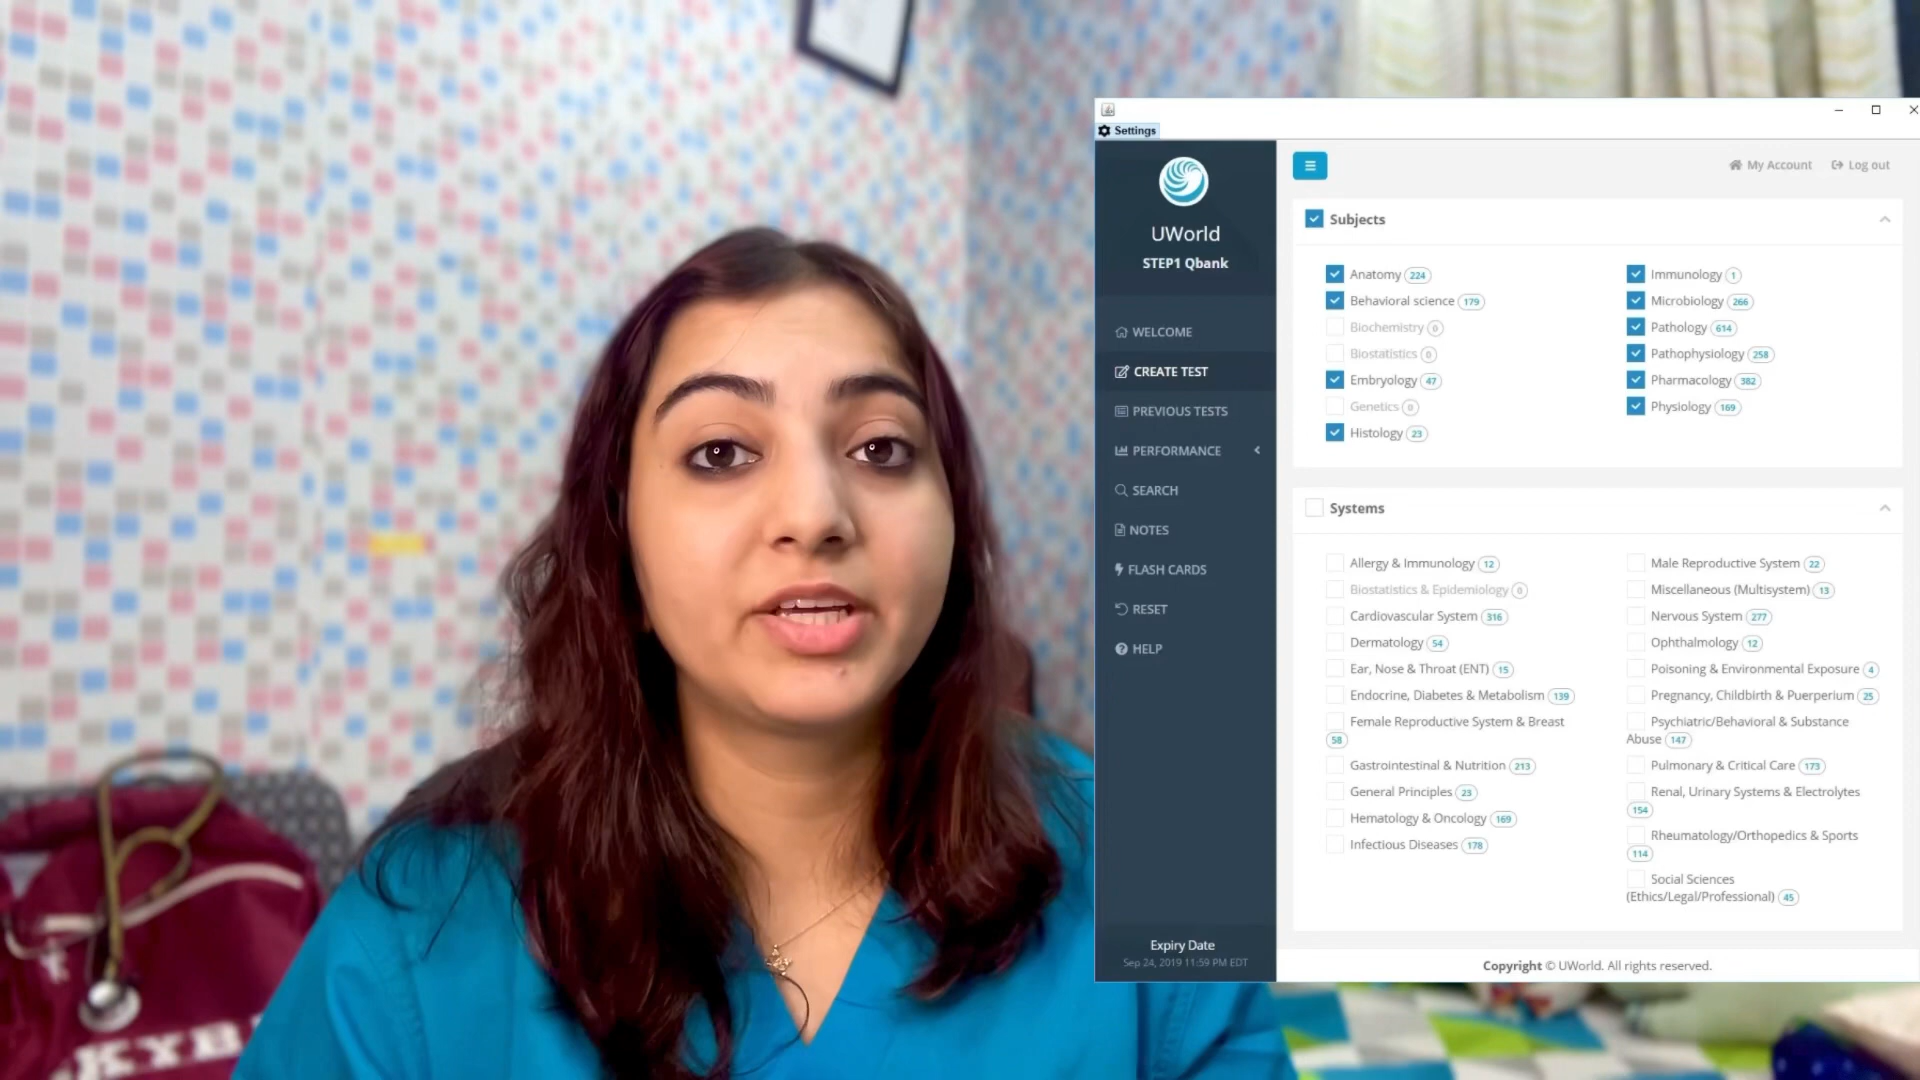 Settings
UWorld
STEP1 Qbank
WELCOME
CREATE TEST
PREVIOUS TESTS
PERFORMANCE
SEARCH
NOTES
FLASH CARDS
RESET
HELP
Expiry Date
Sep 24, 2019 11:59 PM EDT
My Account Log out
Subjects
Anatomy 224
Behavioral science 179
Biochemistry 0
Biostatistics 0
Embryology 47
Genetics 0
Histology 23
Immunology 1
Microbiology 266
Pathology 614
Pathophysiology 258
Pharmacology 382
Physiology 169
Systems
Allergy & Immunology 12
Biostatistics & Epidemiology 0
Cardiovascular System 316
Dermatology 54
Ear, Nose & Throat (ENT) 15
Endocrine, Diabetes & Metabolism 139
Female Reproductive System & Breast
58
Gastrointestinal & Nutrition 213
General Principles 23
Hematology & Oncology 169
Infectious Diseases 178
Male Reproductive System 22
Miscellaneous (Multisystem) 13
Nervous System 277
Ophthalmology 12
Poisoning & Environmental Exposure 4
Pregnancy, Childbirth & Puerperium 25
Psychiatric/Behavioral & Substance
Abuse 147
Pulmonary & Critical Care 173
Renal, Urinary Systems & Electrolytes
154
Rheumatology/Orthopedics & Sports
114
Social Sciences
(Ethics/Legal/Professional) 45
Copyright © UWorld. All rights reserved.